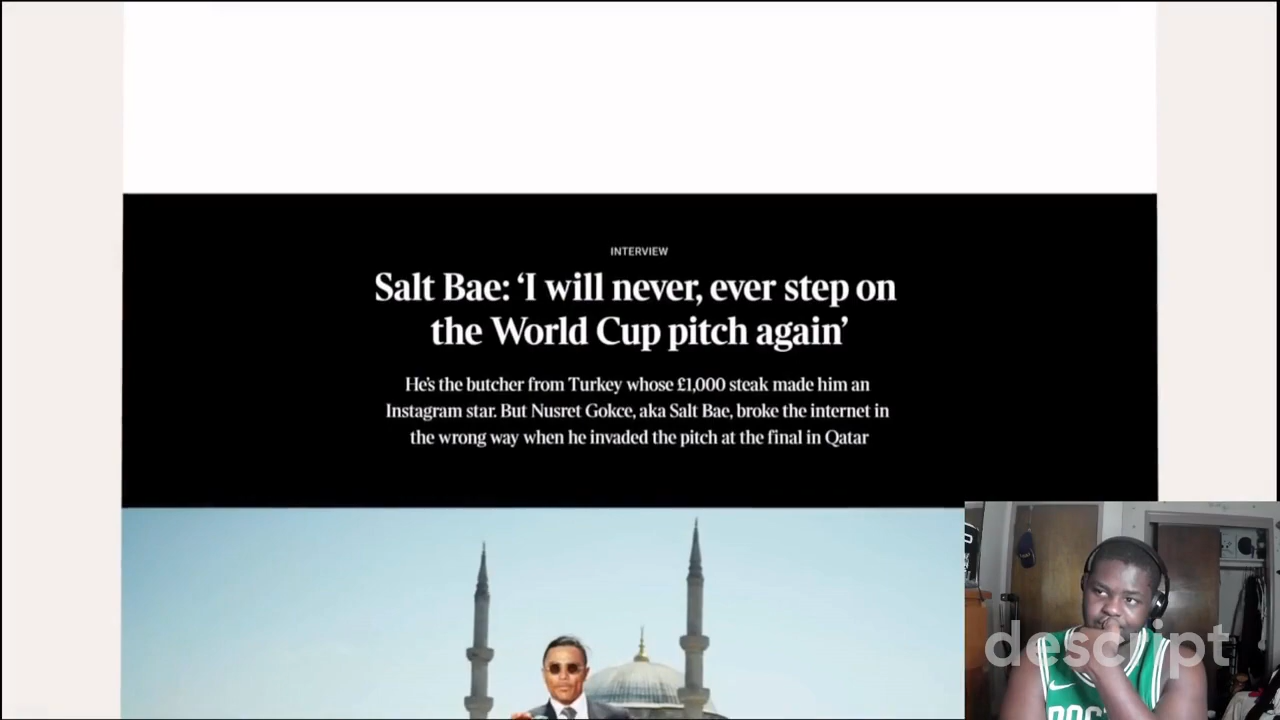 INTERVIEW
Salt Bae: ‘I will never, ever step on
the World Cup pitch again’
He's the butcher from Turkey whose £1,000 steak made him an
Instagram star. But Nusret Gokce, aka Salt Bae, broke the internet in
the wrong way when he invaded the pitch at the final in Qatar
descript